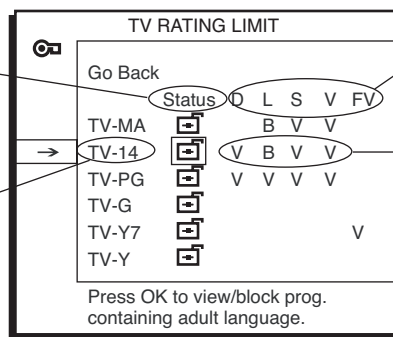 TV RATING LIMIT
Go Back
Status D L S V FV
TV-MA B V V
→ TV-14 V B V V
TV-PG V V V V
TV-G
TV-Y7 V
TV-Y
Press OK to view/block prog.
containing adult language.